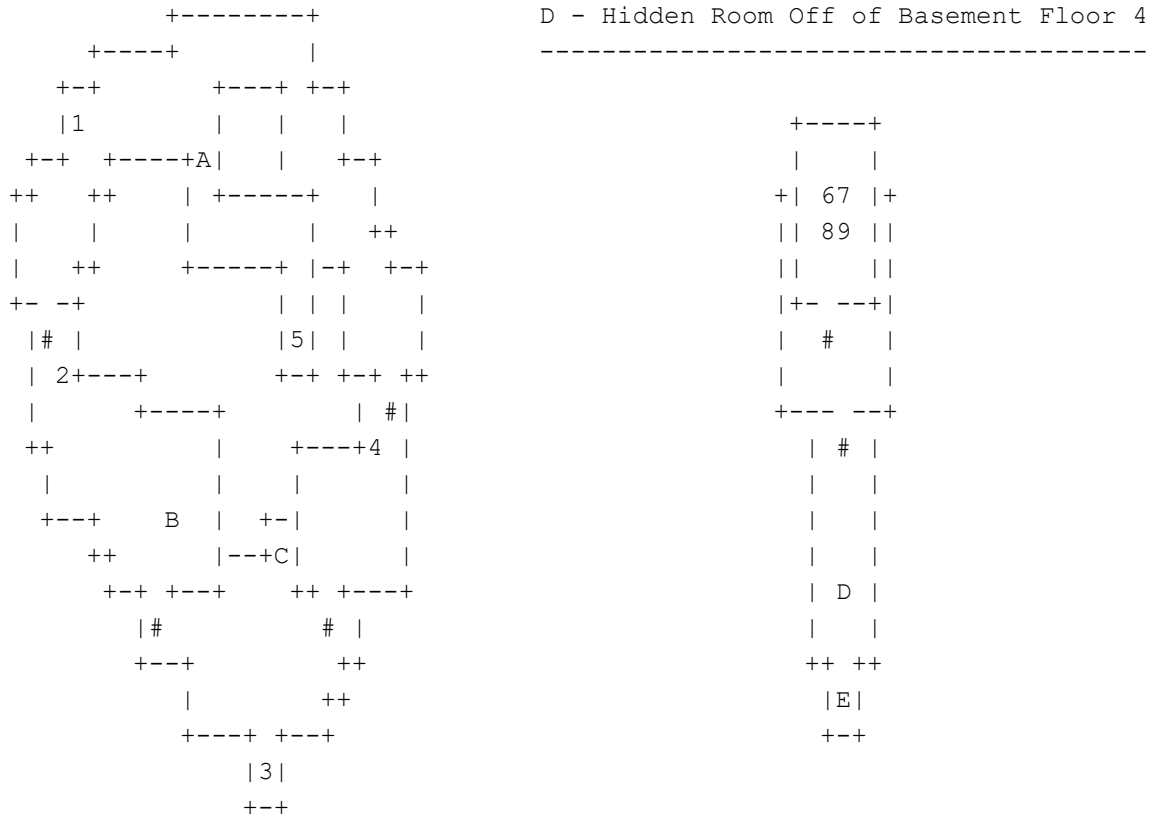 +--------+              D - Hidden Room Off of Basement Floor 4
         +----+        |              ---------------------------------------
       +-+       +----+ +-+
       |1        |    |   |                            +----+
     +-+  +----+A|    |   +-+                          |    |
    ++   ++    | +-----+    |                         +| 67 |+
    |    |     |       |   ++                         || 89 ||
    |   ++     +-----+ |-+  +-+                       ||    ||
    +- -+            | | |    |                       |+- --+|
     |# |            |5| |    |                       |  #   |
     | 2+---+        +-+ +-+ ++                       |      |
     |      +----+        | #|                        +--- --+
     ++          |    +---+4 |                          | # |
      |          |    |      |                          |   |
      +--+    B  |  +-|      |                          |   |
        ++       |--+C|      |                          |   |
         +-+ +--+    ++ +----+                          | D |
           |#          # |                              |   |
           +--+         ++                              ++ ++
              |        ++                                |E|
              +---+ +--+                                 +-+
                  |3|
                  +-+